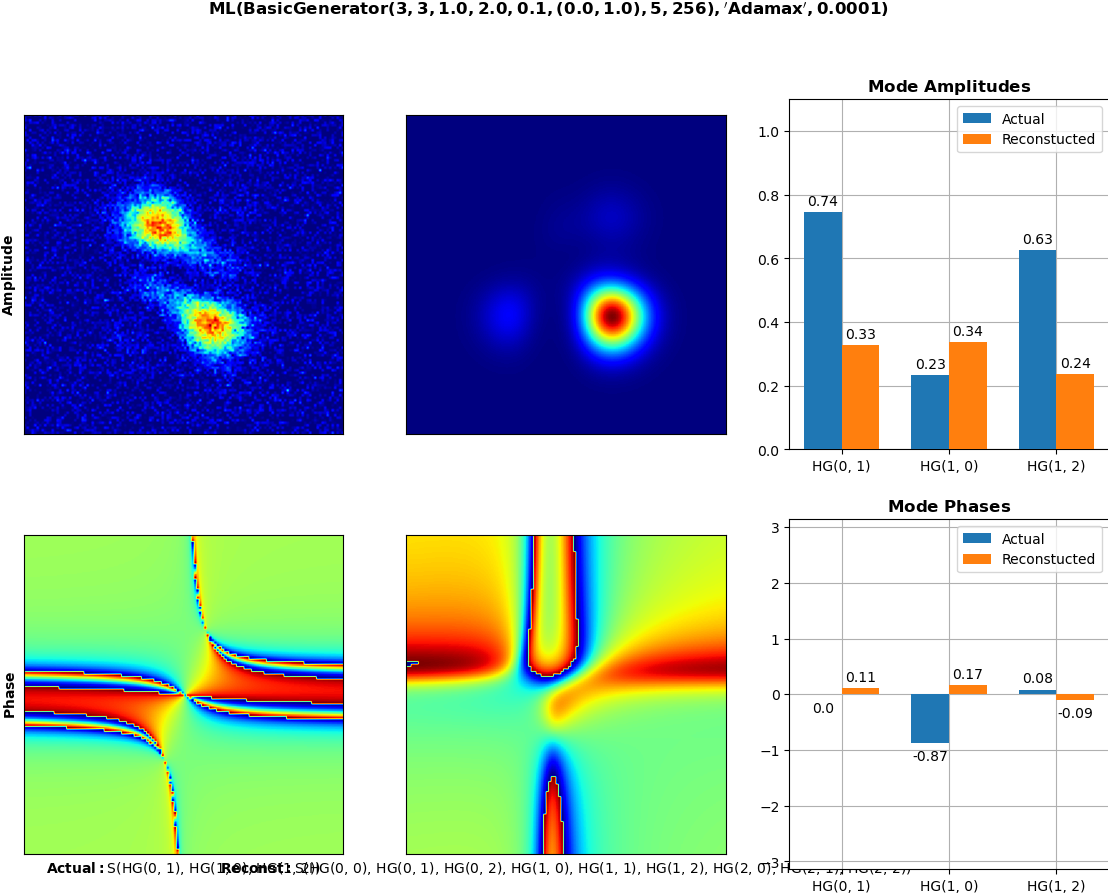 ML(BasicGenerator(3, 3, 1.0, 2.0, 0.1, (0.0, 1.0), 5, 256), 'Adamax', 0.0001)
Mode Amplitudes
Actual
Reconstucted
1.0
0.8
0.6
0.4
0.2
0.0
0.74
0.33
0.23
0.34
0.63
0.24
HG(0, 1)
HG(1, 0)
HG(1, 2)
Amplitude
Mode Phases
Actual
Reconstucted
3
2
1
0
−1
−2
−3
0.0
0.11
-0.87
0.17
0.08
-0.09
HG(0, 1)
HG(1, 0)
HG(1, 2)
Phase
Actual: S(HG(0, 1), HG(1, 0), HG(1, 2))
Reconst: S(HG(0, 0), HG(0, 1), HG(0, 2), HG(1, 0), HG(1, 1), HG(1, 2), HG(2, 0), HG(2, 1), HG(2, 2))